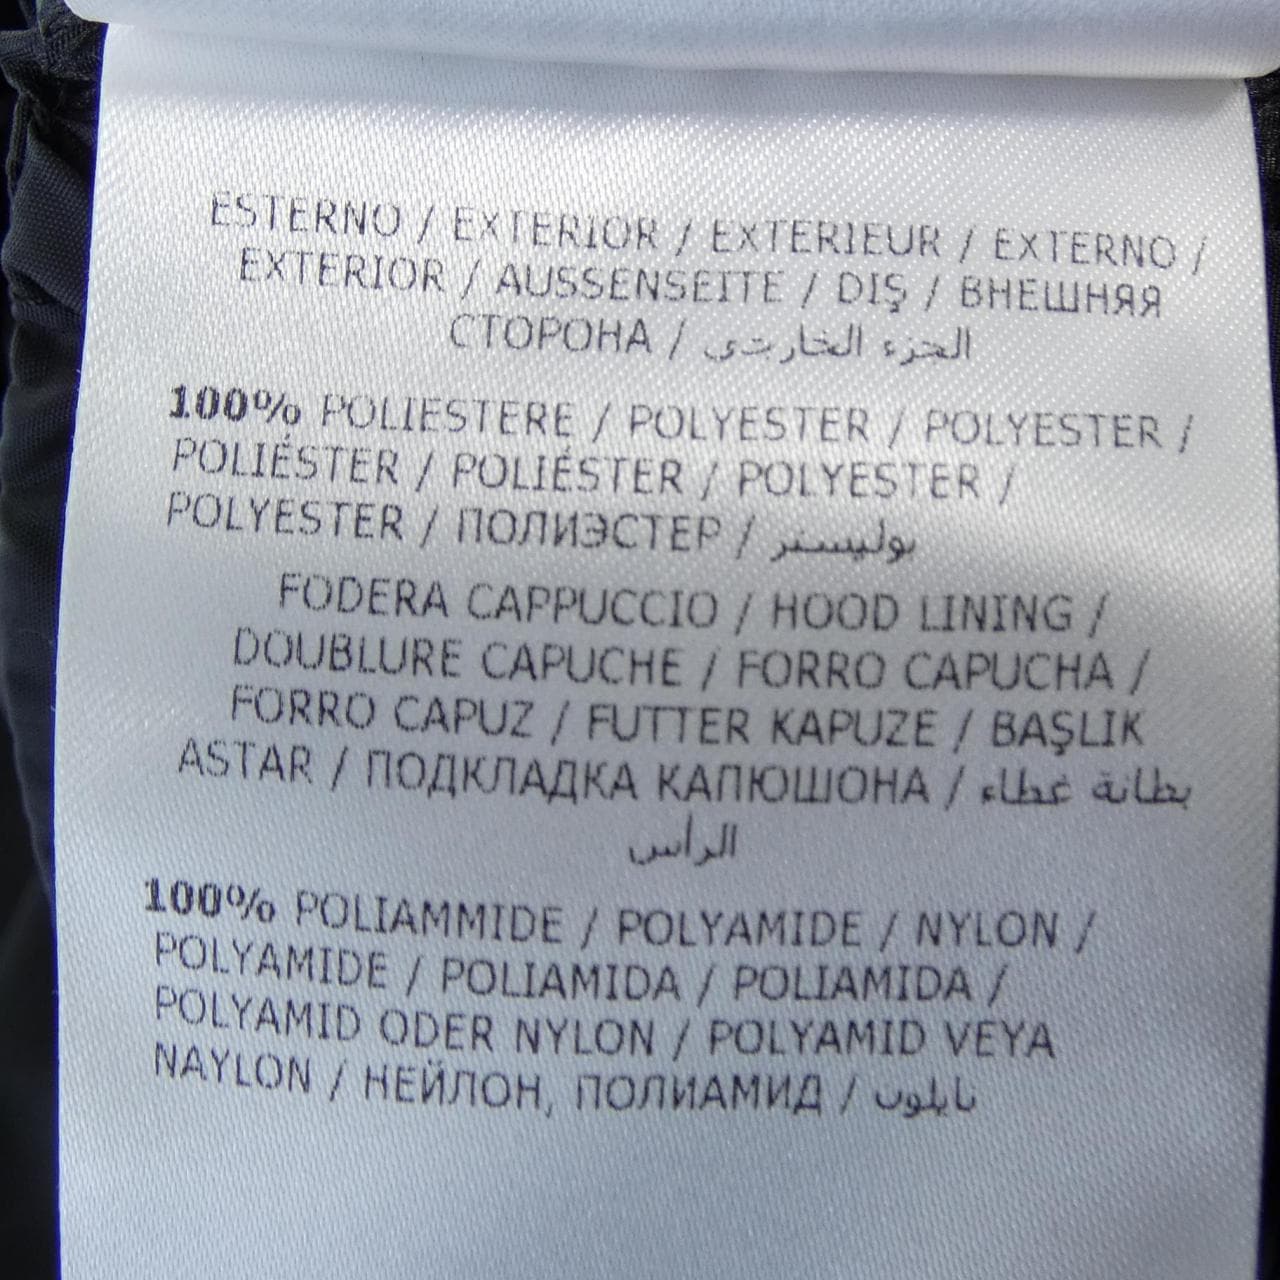 ESTERNO / EXTERIOR / EXTERIEUR / EXTERNO /
EXTERIOR / AUSSENSEITE / DIŞ / ВНЕШНЯЯ
СТОРОНА / الجزء الخارجي
100% POLIESTERE / POLYESTER / POLYESTER /
POLIÉSTER / POLIÉSTER / POLYESTER /
POLYESTER / ПОЛИЭСТЕР / بوليستر
FODERA CAPPUCCIO / HOOD LINING /
DOUBLURE CAPUCHE / FORRO CAPUCHA /
FORRO CAPUZ / FUTTER KAPUZE / BAŞLIK
ASTAR / ПОДКЛАДКА КАПЮШОНА / بطانة غطاء
الرأس
100% POLIAMMIDE / POLYAMIDE / NYLON /
POLYAMIDE / POLIAMIDA / POLIAMIDA /
POLYAMID ODER NYLON / POLYAMID VEYA
NAYLON / НЕЙЛОН, ПОЛИАМИД / نايلون